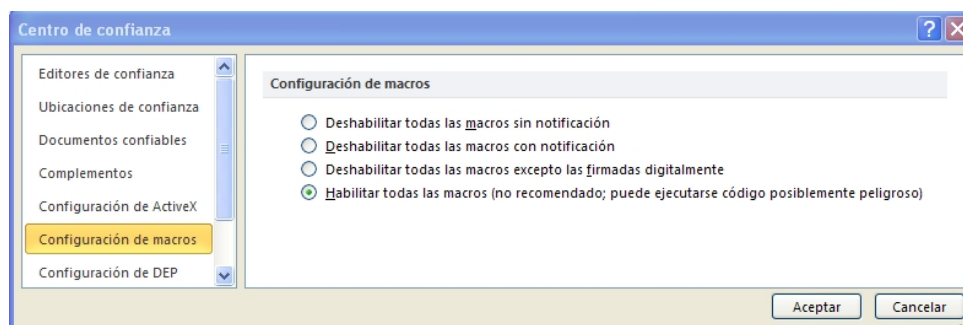 Centro de confianza
Editores de confianza
Ubicaciones de confianza
Documentos confiables
Complementos
Configuración de ActiveX
Configuración de macros
Configuración de DEP
Configuración de macros
Deshabilitar todas las macros sin notificación
Deshabilitar todas las macros con notificación
Deshabilitar todas las macros excepto las firmadas digitalmente
Habilitar todas las macros (no recomendado; puede ejecutarse código posiblemente peligroso)
Aceptar
Cancelar